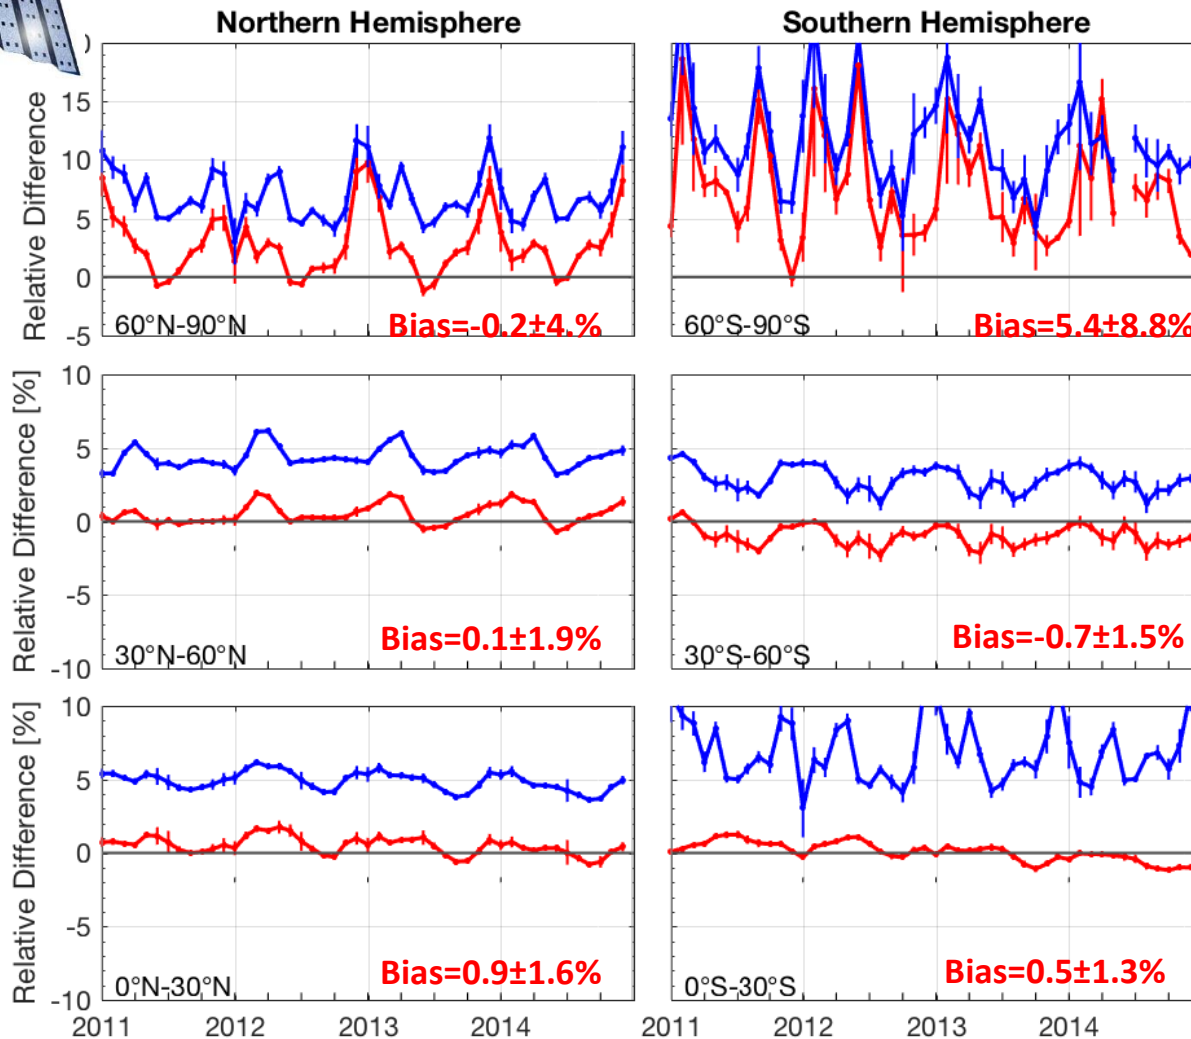 Northern Hemisphere
Southern Hemisphere
Relative Difference
15
10
5
0
-5
60°N-90°N
Bias=-0.2±4.%
60°S-90°S
Bias=5.4±8.8%
Relative Difference [%]
10
5
0
-5
-10
30°N-60°N
Bias=0.1±1.9%
30°S-60°S
Bias=-0.7±1.5%
Relative Difference [%]
10
5
0
-5
-10
0°N-30°N
Bias=0.9±1.6%
0°S-30°S
Bias=0.5±1.3%
2011 2012 2013 2014
2011 2012 2013 2014